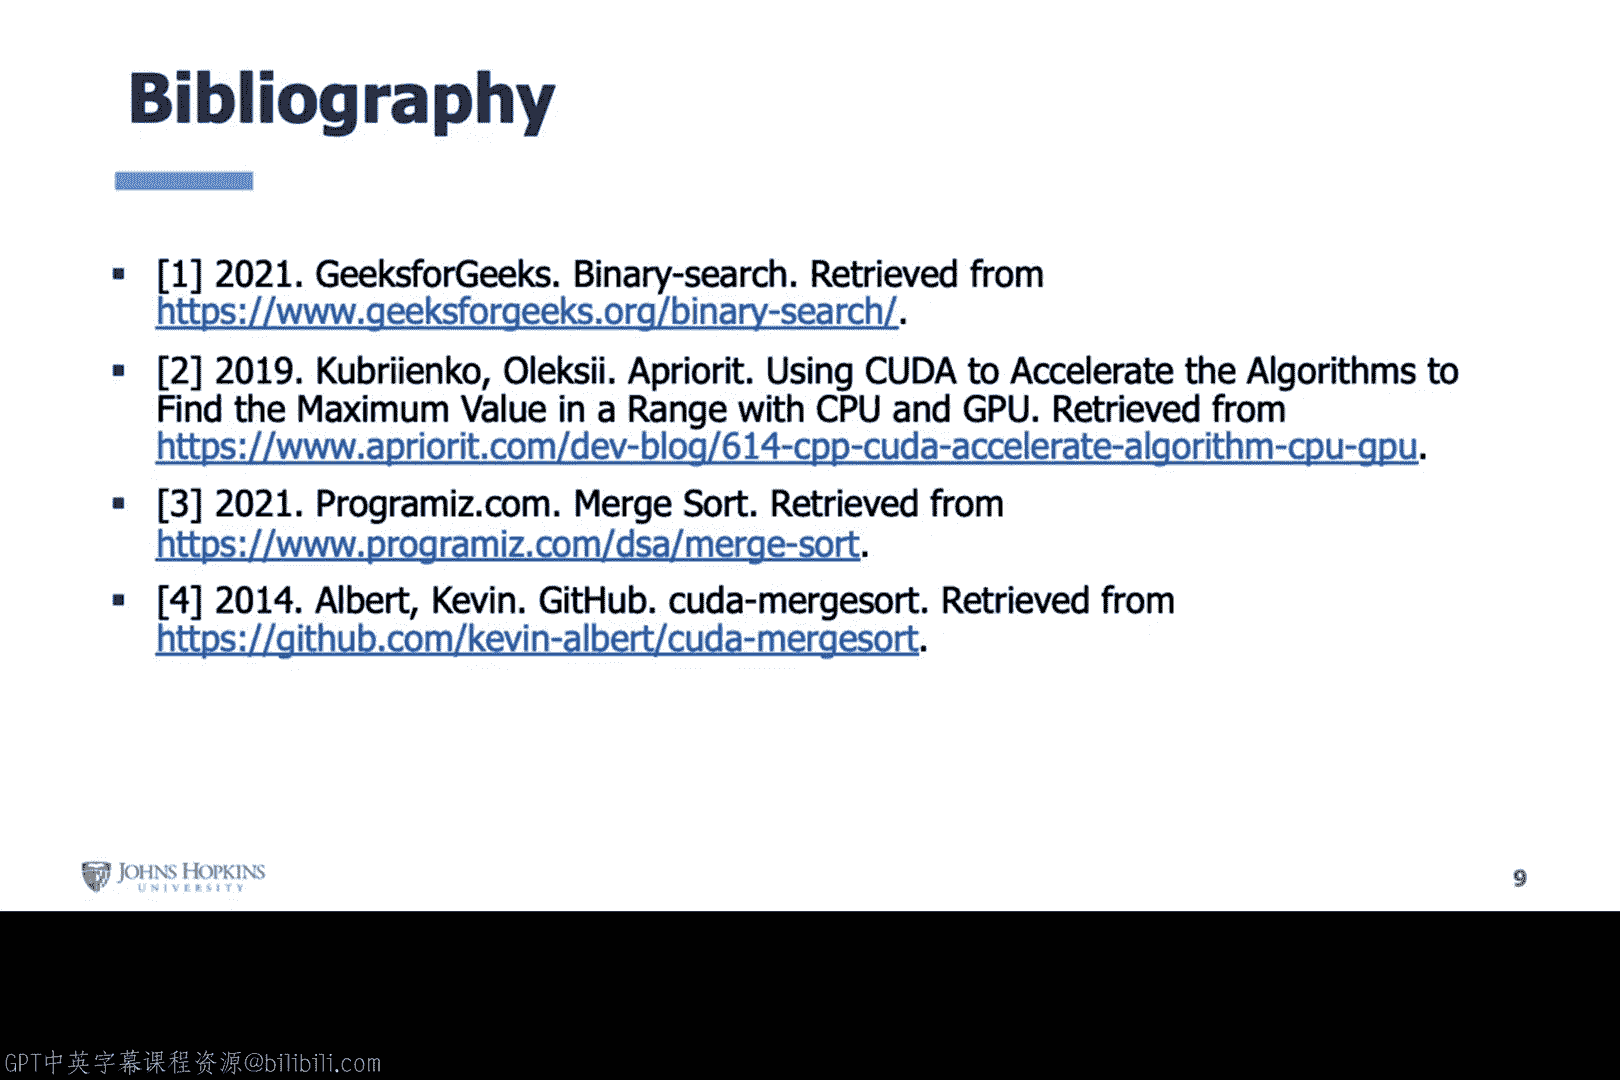 Bibliography
▪ [1] 2021. GeeksforGeeks. Binary-search. Retrieved from
https://www.geeksforgeeks.org/binary-search/.
▪ [2] 2019. Kubriienko, Oleksii. Apriorit. Using CUDA to Accelerate the Algorithms to
Find the Maximum Value in a Range with CPU and GPU. Retrieved from
https://www.apriorit.com/dev-blog/614-cpp-cuda-accelerate-algorithm-cpu-gpu.
▪ [3] 2021. Programiz.com. Merge Sort. Retrieved from
https://www.programiz.com/dsa/merge-sort.
▪ [4] 2014. Albert, Kevin. GitHub. cuda-mergesort. Retrieved from
https://github.com/kevin-albert/cuda-mergesort.
JOHNS HOPKINS
UNIVERSITY
9
GPT中英字幕课程资源@bilibili.com